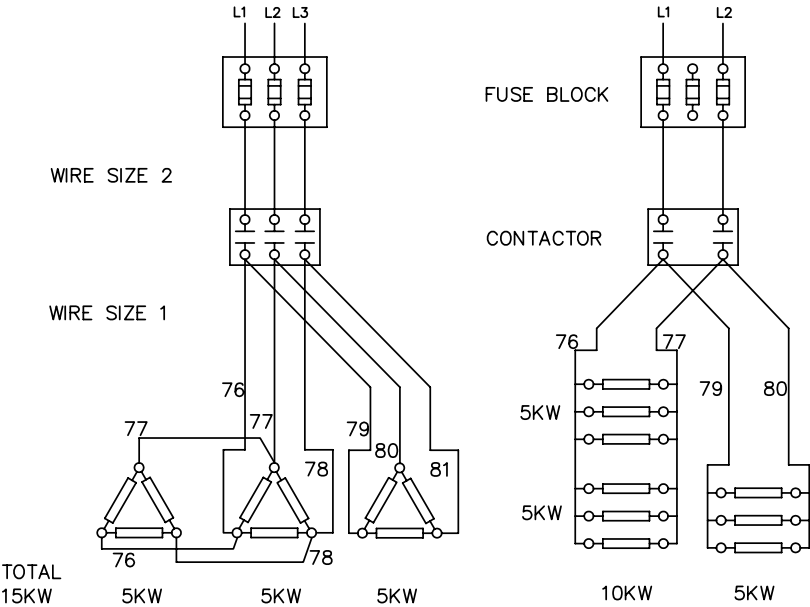 L1 L2 L3
L1 L2
FUSE BLOCK
WIRE SIZE 2
CONTACTOR
WIRE SIZE 1
76 77
76
79
80
5KW
77
77
79
80
78
81
5KW
76
78
TOTAL
15KW
5KW
5KW
5KW
10KW
5KW